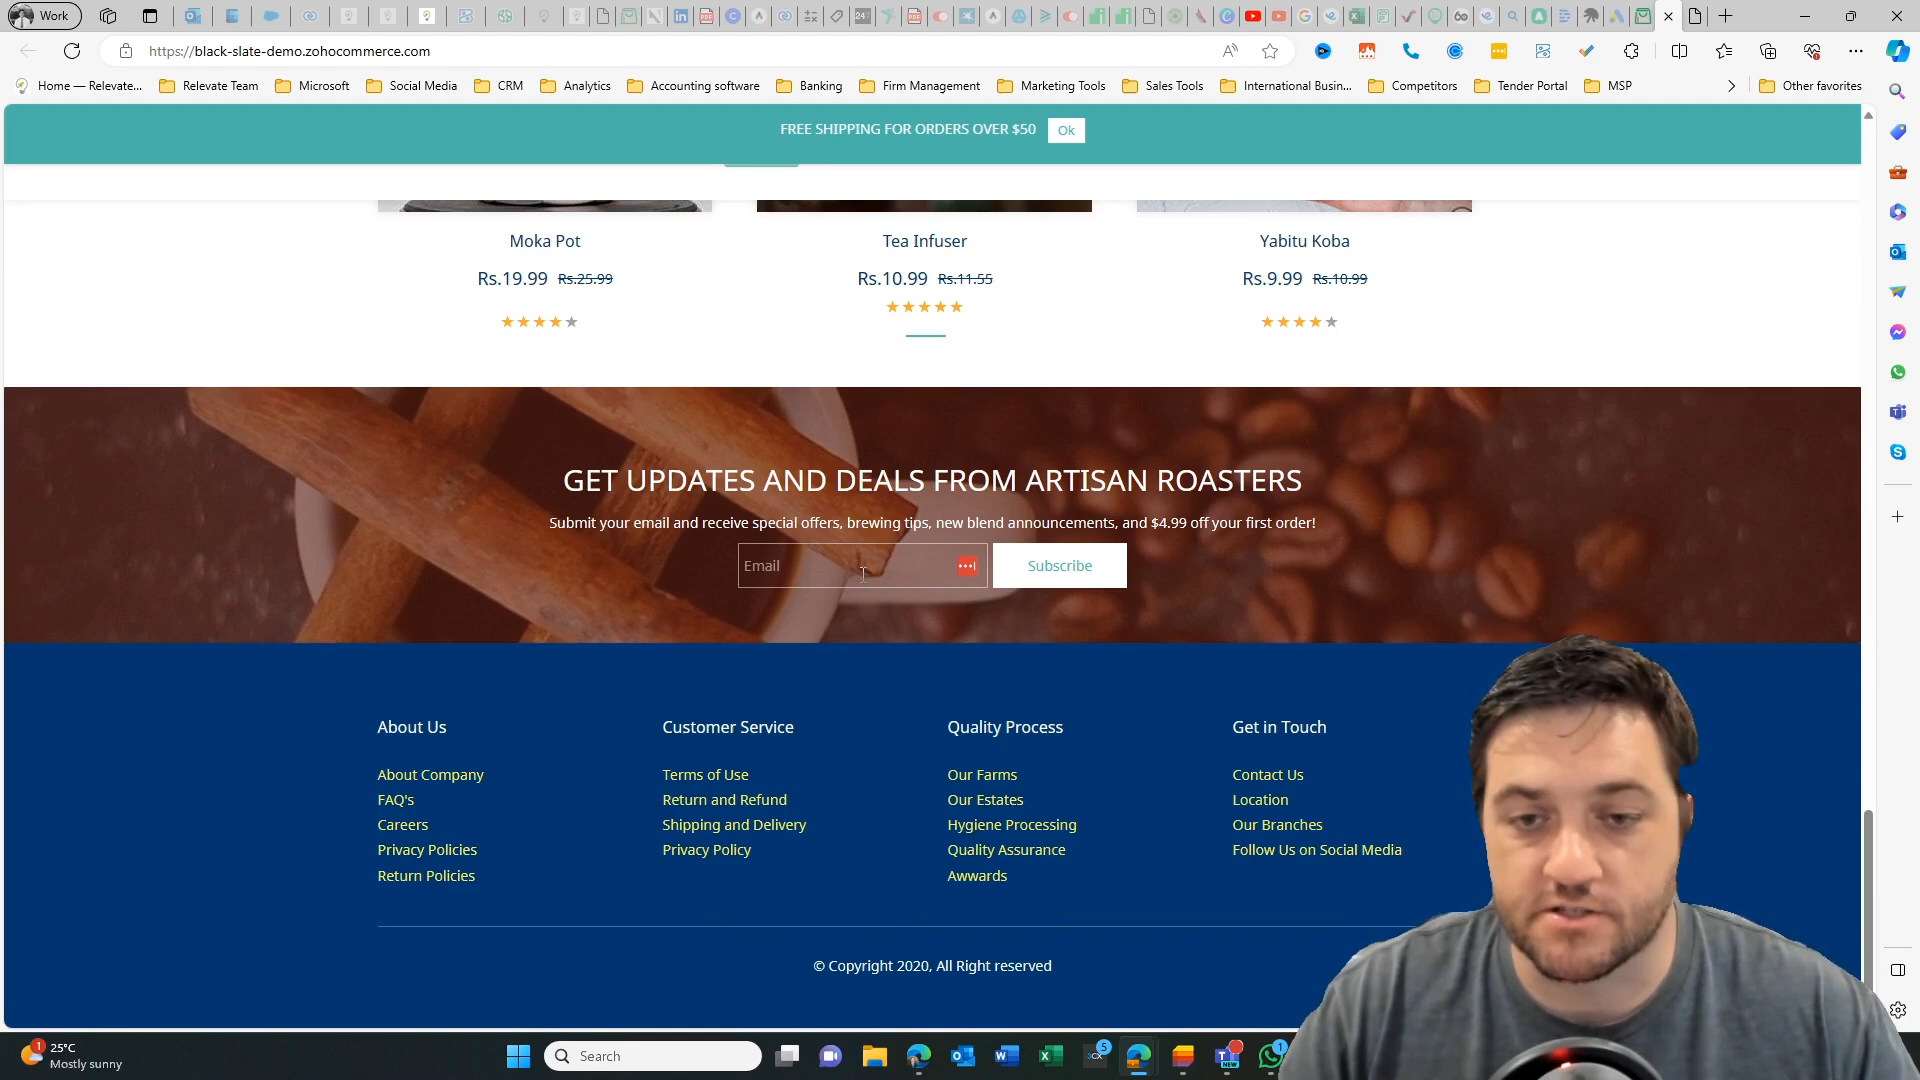 Work
https://black-slate-demo.zohocommerce.com
Home — Relevate...
Relevate Team
Microsoft
Social Media
CRM
Analytics
Accounting software
Banking
Firm Management
Marketing Tools
Sales Tools
International Busin...
Competitors
Tender Portal
MSP
Other favorites
FREE SHIPPING FOR ORDERS OVER $50
Ok
Moka Pot
Tea Infuser
Yabitu Koba
Rs.19.99 Rs.25.99
Rs.10.99 Rs.11.55
Rs.9.99 Rs.10.99
GET UPDATES AND DEALS FROM ARTISAN ROASTERS
Submit your email and receive special offers, brewing tips, new blend announcements, and $4.99 off your first order!
Email
Subscribe
About Us
About Company
FAQ's
Careers
Privacy Policies
Return Policies
Customer Service
Terms of Use
Return and Refund
Shipping and Delivery
Privacy Policy
Quality Process
Our Farms
Our Estates
Hygiene Processing
Quality Assurance
Awwards
Get in Touch
Contact Us
Location
Our Branches
Follow Us on Social Media
© Copyright 2020, All Right reserved
1
25°C
Mostly sunny
Search
5
NEW
1